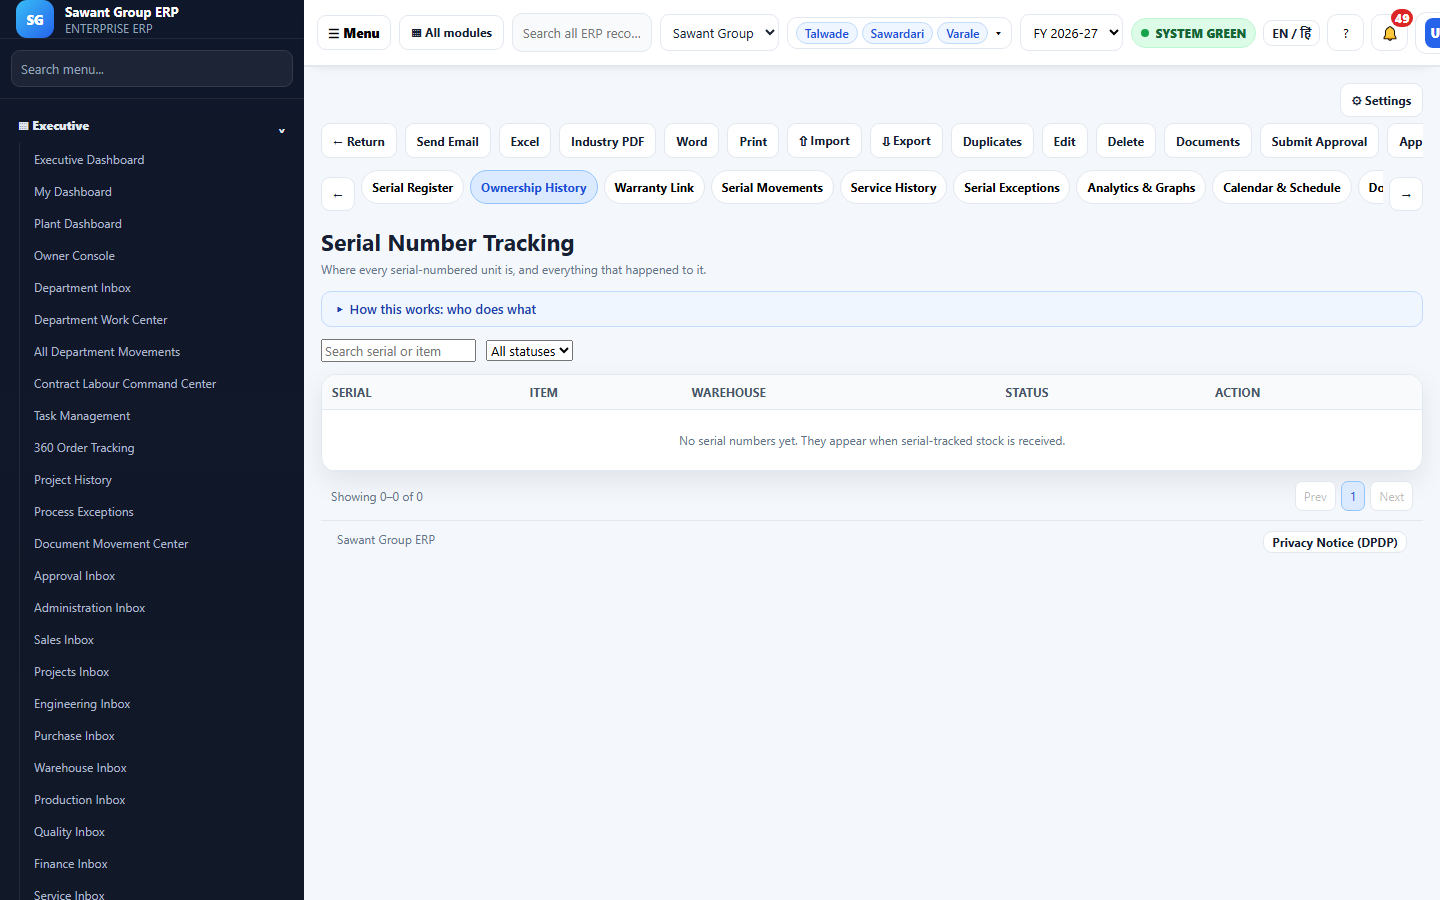 SG
Sawant Group ERP
ENTERPRISE ERP
Search menu...
Executive
Executive Dashboard
My Dashboard
Plant Dashboard
Owner Console
Department Inbox
Department Work Center
All Department Movements
Contract Labour Command Center
Task Management
360 Order Tracking
Project History
Process Exceptions
Document Movement Center
Approval Inbox
Administration Inbox
Sales Inbox
Projects Inbox
Engineering Inbox
Purchase Inbox
Warehouse Inbox
Production Inbox
Quality Inbox
Finance Inbox
Service Inbox
☰ Menu
All modules
Search all ERP reco...
Sawant Group
Talwade Sawardari Varale
FY 2026-27
SYSTEM GREEN
EN / हिं
?
49
U
⚙ Settings
← Return
Send Email
Excel
Industry PDF
Word
Print
⇧ Import
⇩ Export
Duplicates
Edit
Delete
Documents
Submit Approval
App
←
Serial Register
Ownership History
Warranty Link
Serial Movements
Service History
Serial Exceptions
Analytics & Graphs
Calendar & Schedule
Do
→
Serial Number Tracking
Where every serial-numbered unit is, and everything that happened to it.
▸ How this works: who does what
Search serial or item
All statuses
SERIAL ITEM WAREHOUSE STATUS ACTION
No serial numbers yet. They appear when serial-tracked stock is received.
Showing 0–0 of 0
Prev 1 Next
Sawant Group ERP
Privacy Notice (DPDP)